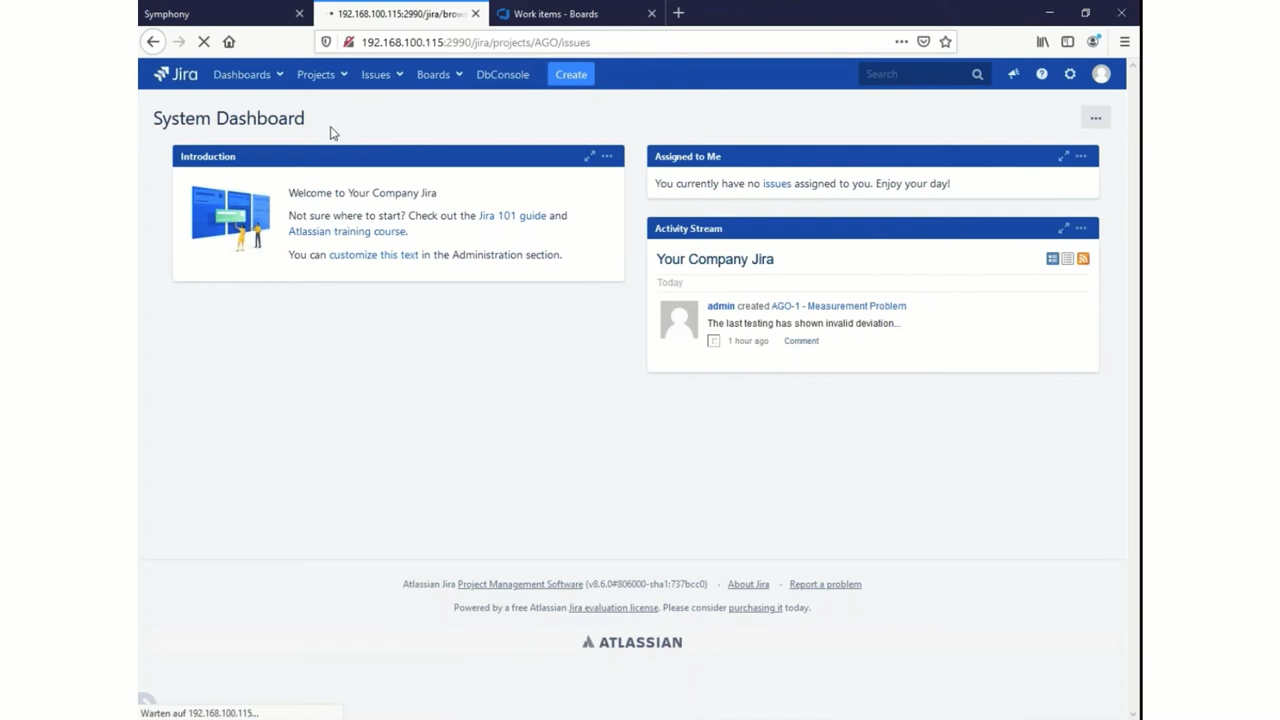 Symphony
192.168.100.115:2990/jira/brow
Work items - Boards
192.168.100.115:2990/jira/projects/AGO/issues
Jira
Dashboards
Projects
Issues
Boards
DbConsole
Create
Search
System Dashboard
Introduction
Welcome to Your Company Jira
Not sure where to start? Check out the Jira 101 guide and
Atlassian training course.
You can customize this text in the Administration section.
Assigned to Me
You currently have no issues assigned to you. Enjoy your day!
Activity Stream
Your Company Jira
Today
admin created AGO-1 - Measurement Problem
The last testing has shown invalid deviation...
1 hour ago Comment
Atlassian Jira Project Management Software (v8.6.0#806000-sha1:737bcc0) · About Jira · Report a problem
Powered by a free Atlassian Jira evaluation license. Please consider purchasing it today.
ATLASSIAN
Warten auf 192.168.100.115...